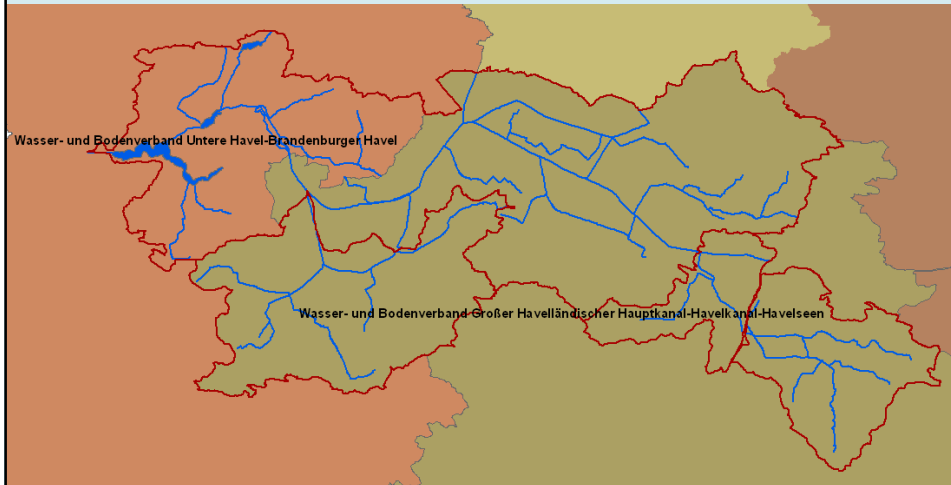 Wasser- und Bodenverband Untere Havel-Brandenburger Havel
Wasser- und Bodenverband Großer Havelländischer Hauptkanal-Havelkanal-Havelseen